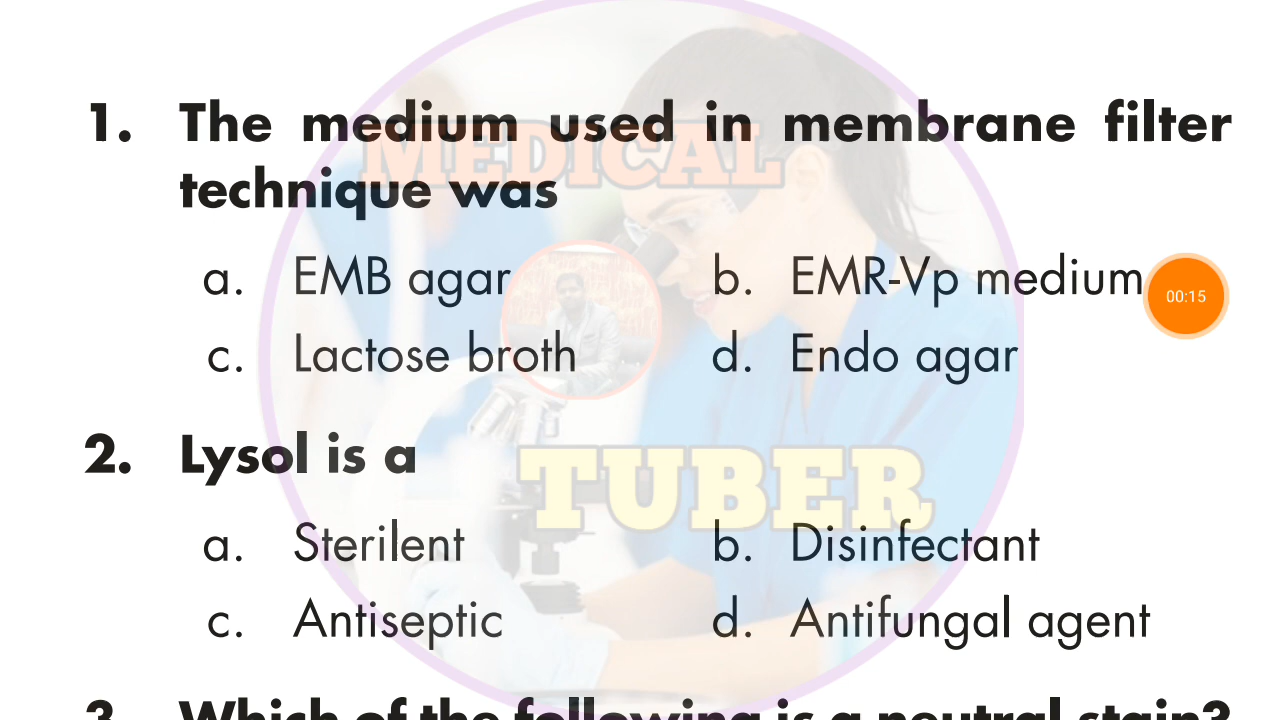 MEDICAL
TUBER
1. The medium used in membrane filter
technique was
a. EMB agar b. EMR-Vp medium
00:15
c. Lactose broth d. Endo agar
2. Lysol is a
a. Sterilent b. Disinfectant
c. Antiseptic d. Antifungal agent
3. Which of the following is a neutral stain?